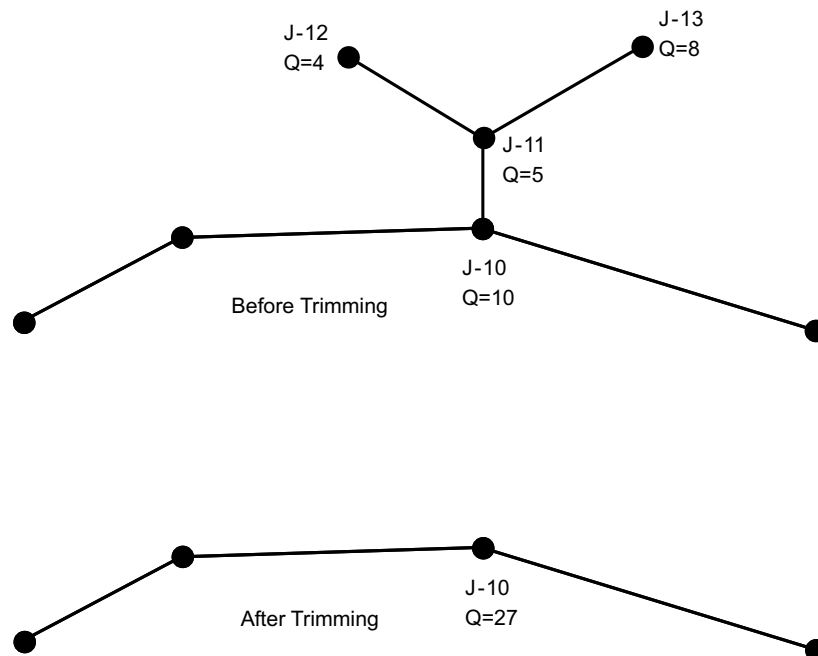 J-12
Q=4
J-13
Q=8
J-11
Q=5
J-10
Q=10
Before Trimming
J-10
Q=27
After Trimming